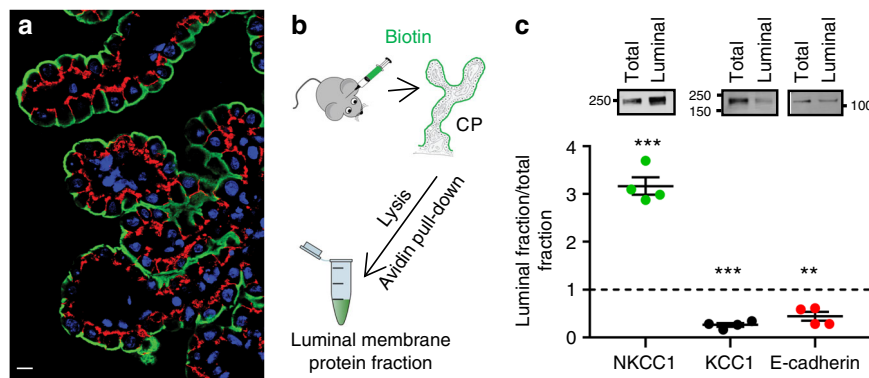 a
b
Biotin
CP
Lysis
Avidin pull-down
Luminal membrane
protein fraction
c
Total
Luminal
Total
Luminal
Total
Luminal
250
250
150
100
Luminal fraction/total
fraction
4
3
2
1
0
***
***
**
NKCC1
KCC1
E-cadherin